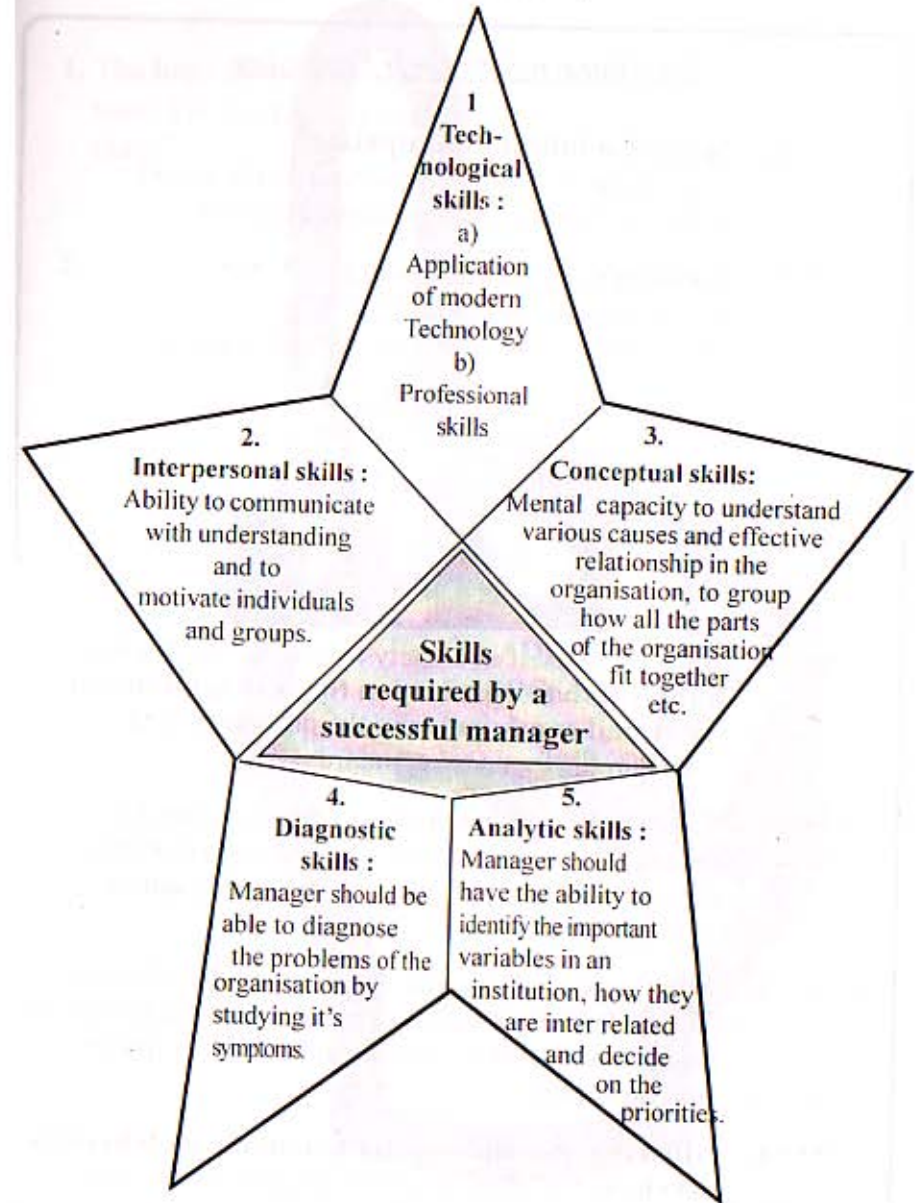 1
Tech-
nological
skills :
a)
Application
of modern
Technology
b)
Professional
skills
2.
Interpersonal skills :
Ability to communicate
with understanding
and to
motivate individuals
and groups.
3.
Conceptual skills:
Mental capacity to understand
various causes and effective
relationship in the
organisation, to group
how all the parts
of the organisation
fit together
etc.
Skills
required by a
successful manager
4.
Diagnostic
skills :
Manager should be
able to diagnose
the problems of the
organisation by
studying it's
symptoms.
5.
Analytic skills :
Manager should
have the ability to
identify the important
variables in an
institution, how they
are inter related
and decide
on the
priorities.